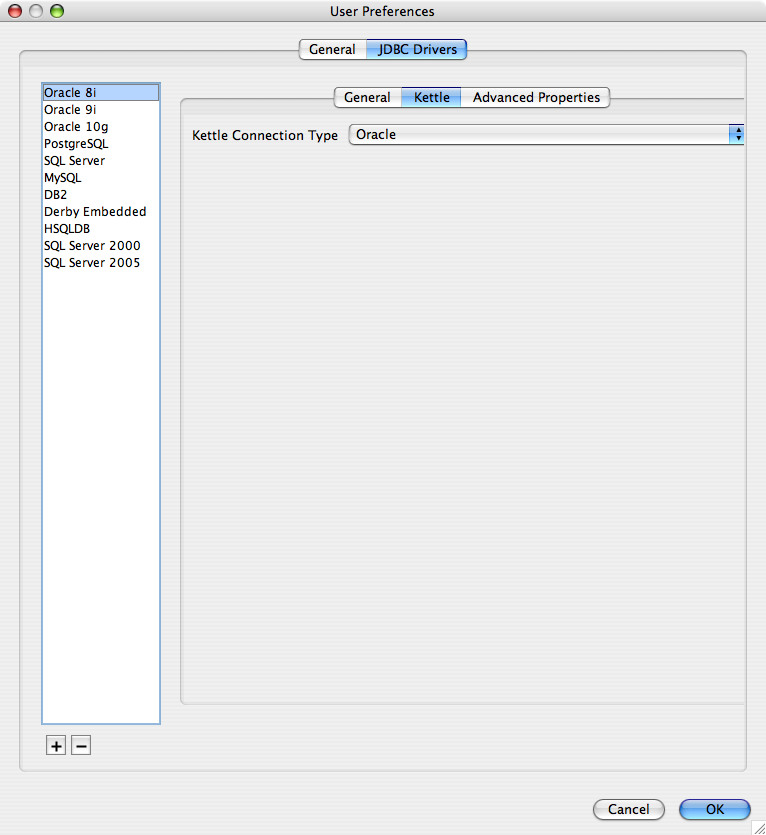 User Preferences
General JDBC Drivers
Oracle 8i
Oracle 9i
Oracle 10g
PostgreSQL
SQL Server
MySQL
DB2
Derby Embedded
HSQLDB
SQL Server 2000
SQL Server 2005
General Kettle Advanced Properties
Kettle Connection Type Oracle
+ −
Cancel OK